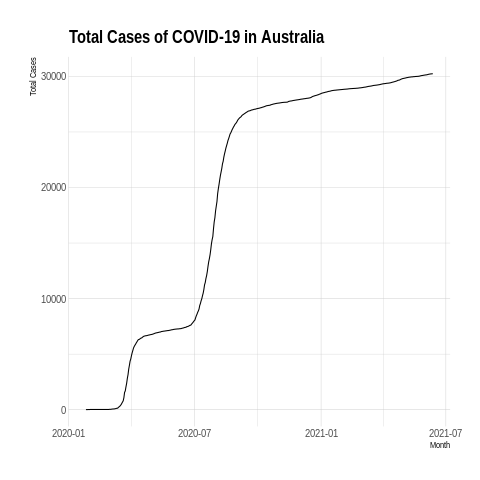 Total Cases of COVID-19 in Australia
Total Cases
30000
20000
10000
0
2020-01
2020-07
2021-01
2021-07
Month